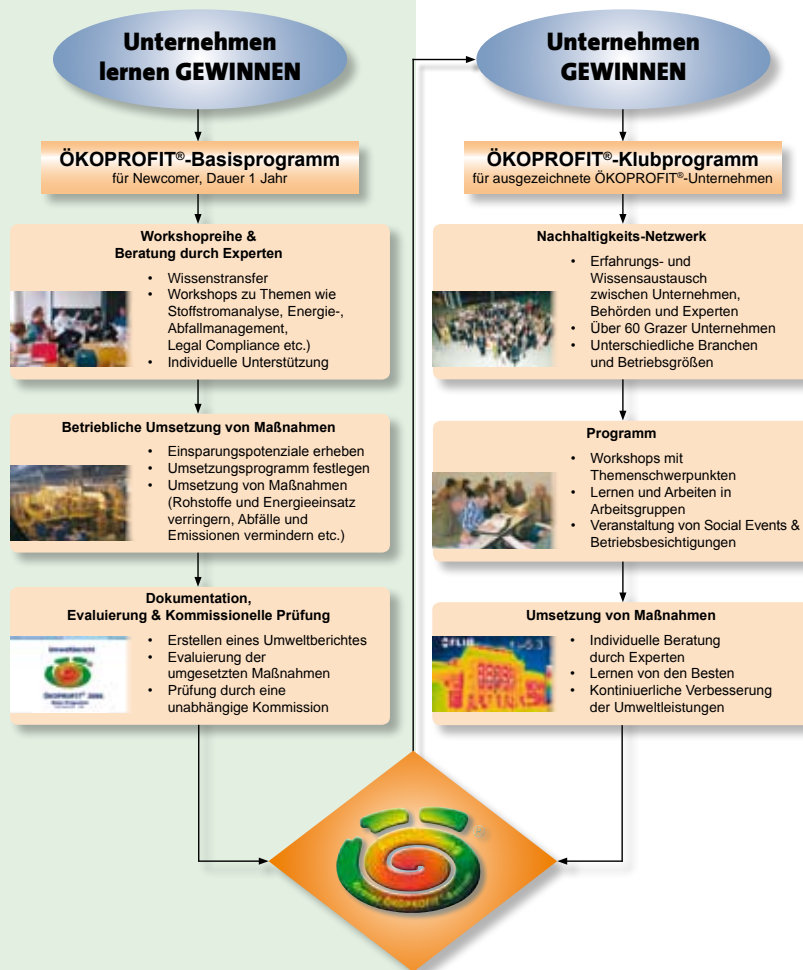 Unternehmen
lernen GEWINNEN
ÖKOPROFIT®-Basisprogramm
für Newcomer, Dauer 1 Jahr
Workshopreihe &
Beratung durch Experten
• Wissenstransfer
• Workshops zu Themen wie
Stoffstromanalyse, Energie-,
Abfallmanagement,
Legal Compliance etc.)
• Individuelle Unterstützung
Betriebliche Umsetzung von Maßnahmen
• Einsparungspotenziale erheben
• Umsetzungsprogramm festlegen
• Umsetzung von Maßnahmen
(Rohstoffe und Energieeinsatz
verringern, Abfälle und
Emissionen vermindern etc.)
Dokumentation,
Evaluierung & Kommissionelle Prüfung
Umweltbericht
ÖKOPROFIT®
• Erstellen eines Umweltberichtes
• Evaluierung der
umgesetzten Maßnahmen
• Prüfung durch eine
unabhängige Kommission
Unternehmen
GEWINNEN
ÖKOPROFIT®-Klubprogramm
für ausgezeichnete ÖKOPROFIT®-Unternehmen
Nachhaltigkeits-Netzwerk
• Erfahrungs- und
Wissensaustausch
zwischen Unternehmen,
Behörden und Experten
• Über 60 Grazer Unternehmen
• Unterschiedliche Branchen
und Betriebsgrößen
Programm
• Workshops mit
Themenschwerpunkten
• Lernen und Arbeiten in
Arbeitsgruppen
• Veranstaltung von Social Events &
Betriebsbesichtigungen
Umsetzung von Maßnahmen
FLIR
• Individuelle Beratung
durch Experten
• Lernen von den Besten
• Kontiniuerliche Verbesserung
der Umweltleistungen
ÖKOPROFIT®
®